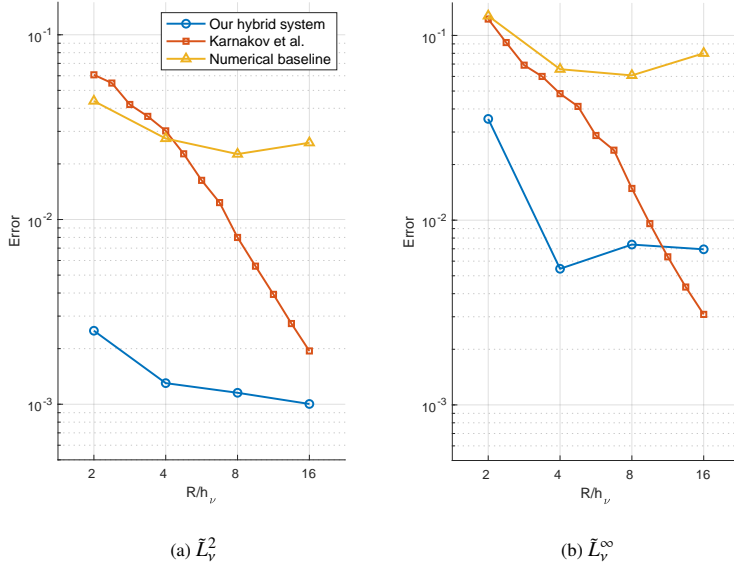 Our hybrid system
Karnakov et al.
Numerical baseline
10^-1
10^-2
10^-3
Error
2 4 8 16
R/h_ν
(a) L̃²_ν
10^-1
10^-2
10^-3
Error
2 4 8 16
R/h_ν
(b) L̃^∞_ν